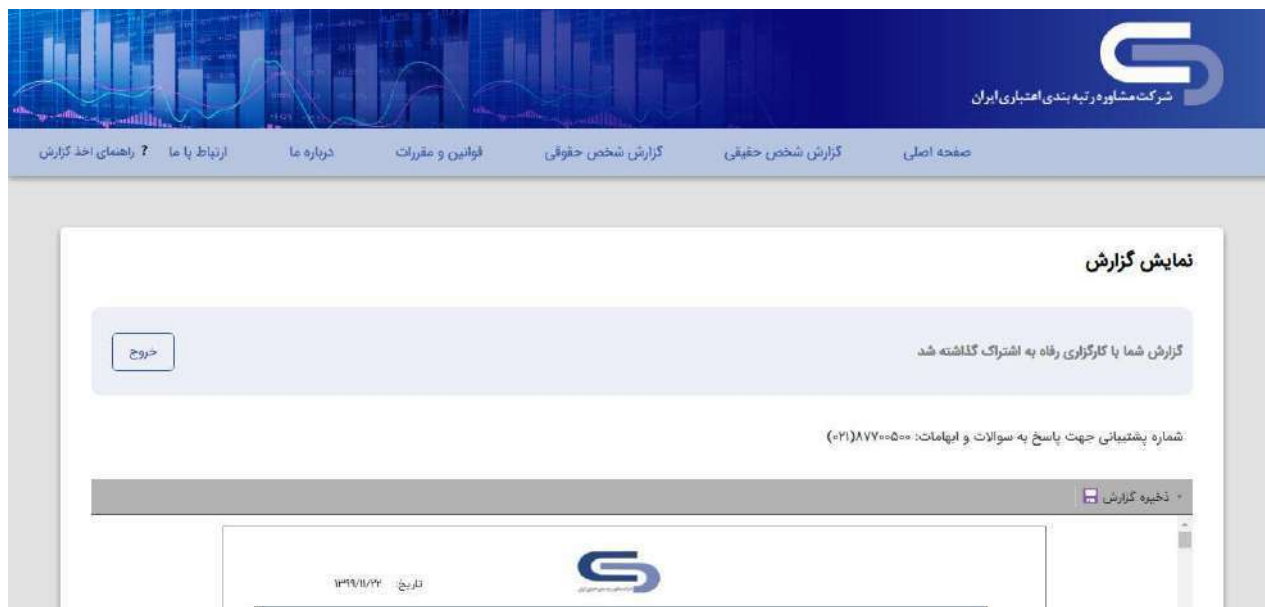 شرکت مشاوره رتبه بندی اعتباری ایران
صفحه اصلی گزارش شخص حقیقی گزارش شخص حقوقی قوانین و مقررات درباره ما ارتباط با ما ? راهنمای اخذ گزارش
نمایش گزارش
گزارش شما با کارگزاری رفاه به اشتراک گذاشته شد
خروج
شماره پشتیبانی جهت پاسخ به سوالات و ابهامات: ۸۷۷۰۰۵۰۰(۰۲۱)
ذخیره گزارش
تاریخ: ۱۳۹۹/۱۱/۲۲